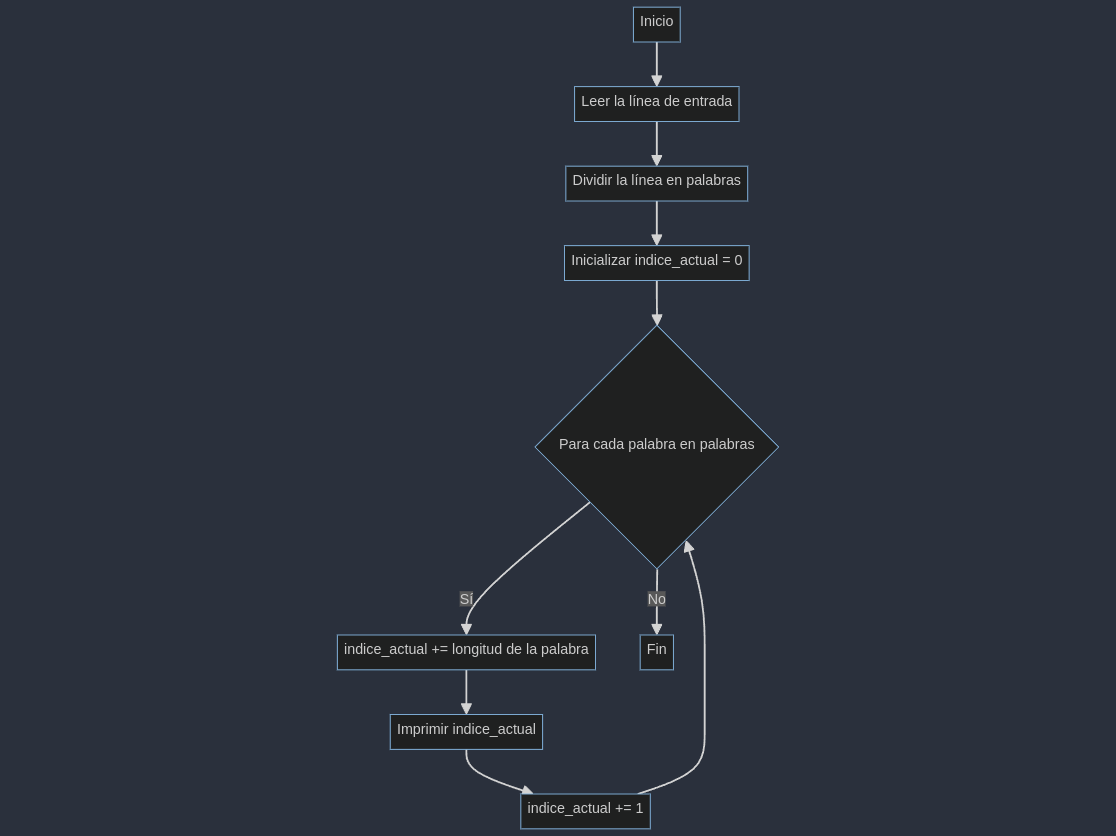 Inicio
Leer la línea de entrada
Dividir la línea en palabras
Inicializar indice_actual = 0
Para cada palabra en palabras
Sí
No
indice_actual += longitud de la palabra
Fin
Imprimir indice_actual
indice_actual += 1